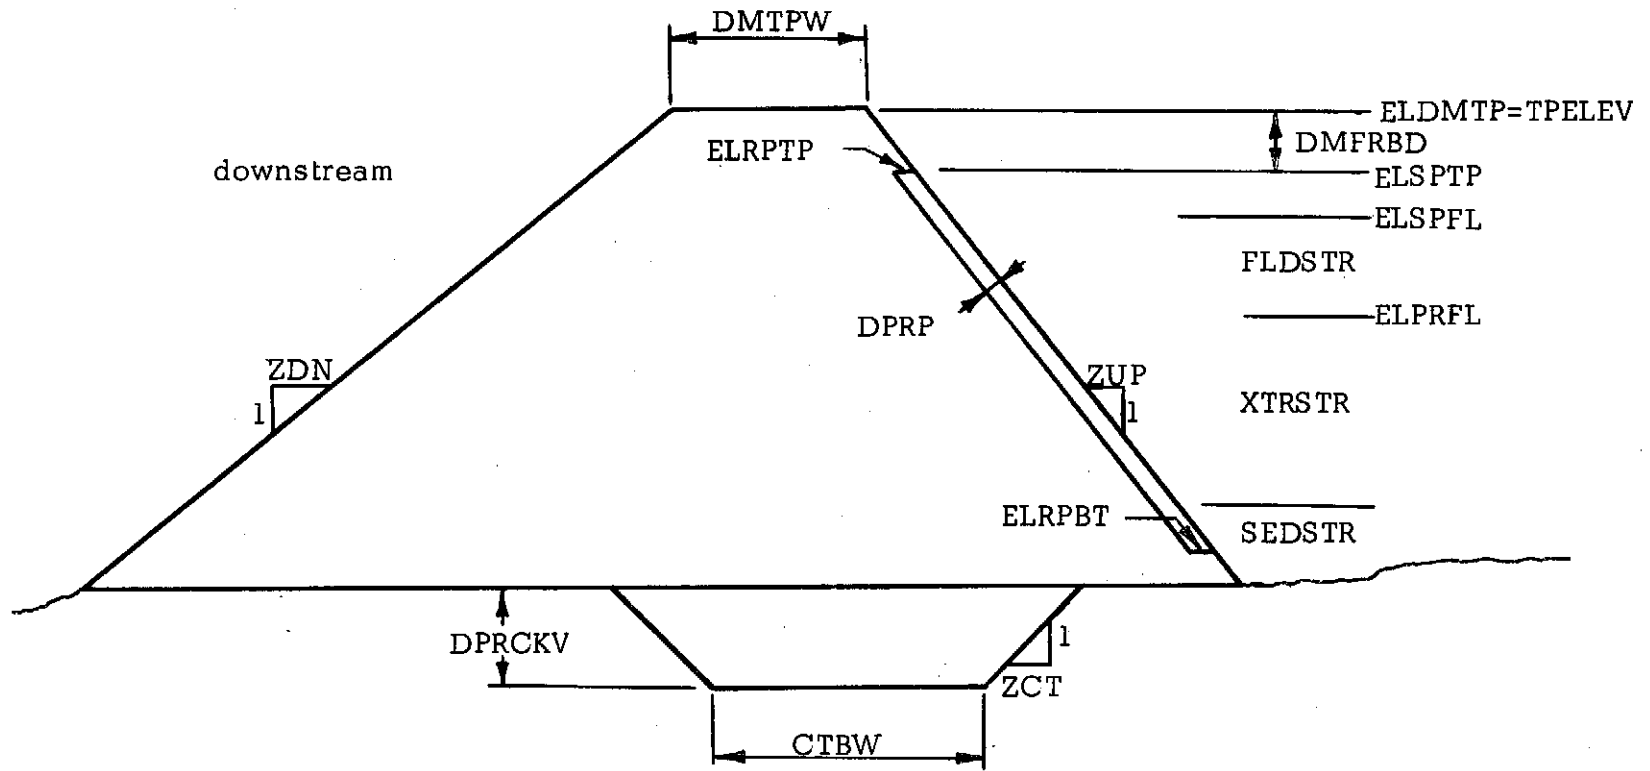 DMTPW
ELDMTP=TPELEV
DMFRBD
ELRPTP
downstream
ELSPTP
ELSPFL
FLDSTR
ELPRFL
DPRP
ZDN
1
ZUP
1
XTRSTR
ELRPBT
SEDSTR
DPRCKV
1
ZCT
CTBW